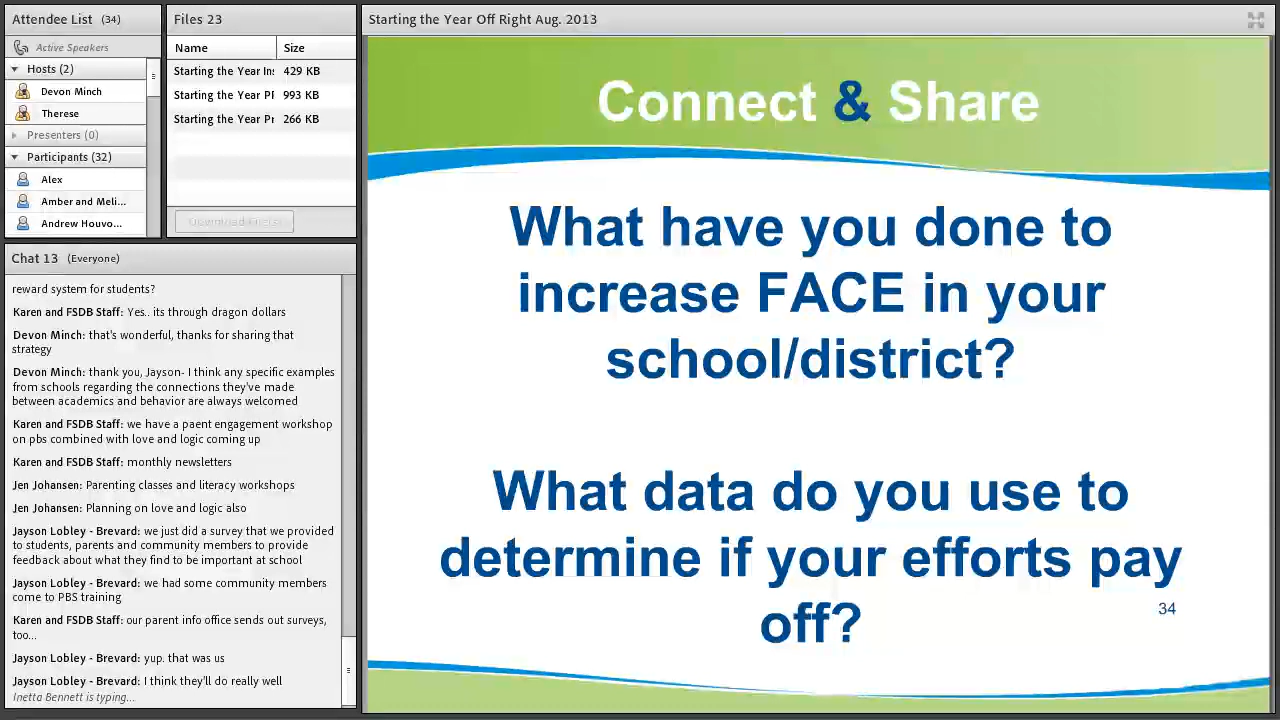 Attendee List (34)
Active Speakers
Hosts (2)
Devon Minch
Therese
Presenters (0)
Participants (32)
Alex
Amber and Meli...
Andrew Houvo...
Files 23
Name Size
Starting the Year In: 429 KB
Starting the Year Pl 993 KB
Starting the Year Pr 266 KB
Download File(s)
Chat 13 (Everyone)
reward system for students?
Karen and FSDB Staff: Yes.. its through dragon dollars
Devon Minch: that's wonderful, thanks for sharing that
strategy
Devon Minch: thank you, Jayson- I think any specific examples
from schools regarding the connections they've made
between academics and behavior are always welcomed
Karen and FSDB Staff: we have a paent engagement workshop
on pbs combined with love and logic coming up
Karen and FSDB Staff: monthly newsletters
Jen Johansen: Parenting classes and literacy workshops
Jen Johansen: Planning on love and logic also
Jayson Lobley - Brevard: we just did a survey that we provided
to students, parents and community members to provide
feedback about what they find to be important at school
Jayson Lobley - Brevard: we had some community members
come to PBS training
Karen and FSDB Staff: our parent info office sends out surveys,
too...
Jayson Lobley - Brevard: yup. that was us
Jayson Lobley - Brevard: I think they'll do really well
Inetta Bennett is typing...
Starting the Year Off Right Aug. 2013
Connect & Share
What have you done to
increase FACE in your
school/district?
What data do you use to
determine if your efforts pay
off?
34